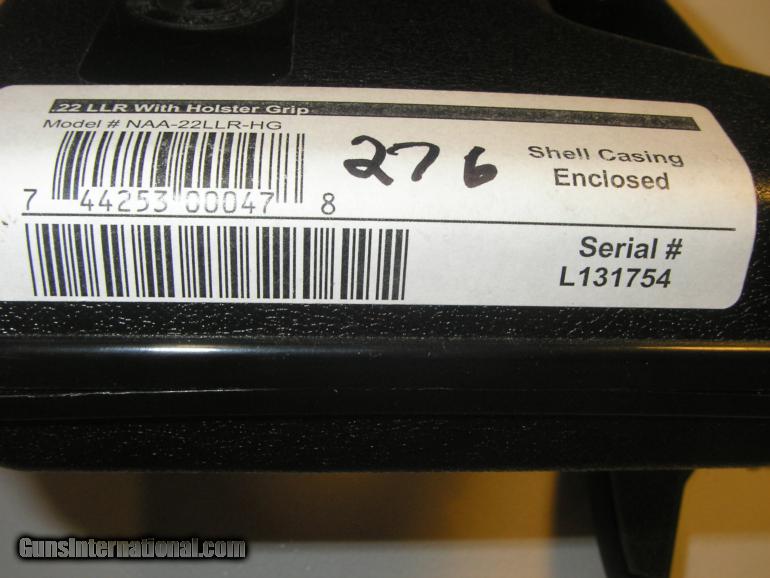 .22 LLR With Holster Grip
Model # NAA-22LLR-HG
276
Shell Casing
Enclosed
7 44253 00047 8
Serial #
L131754
GunsInternational.com